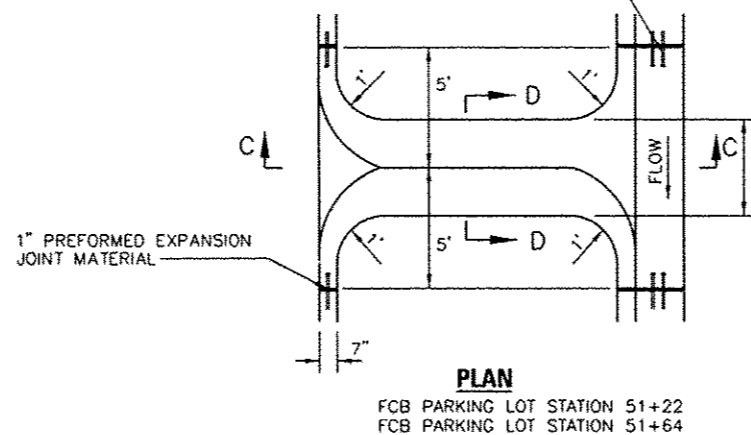 1'
5'
1'
D
C
C
FLOW
1" PREFORMED EXPANSION
JOINT MATERIAL
1'
5'
D
1'
7"
PLAN
FCB PARKING LOT STATION 51+22
FCB PARKING LOT STATION 51+64